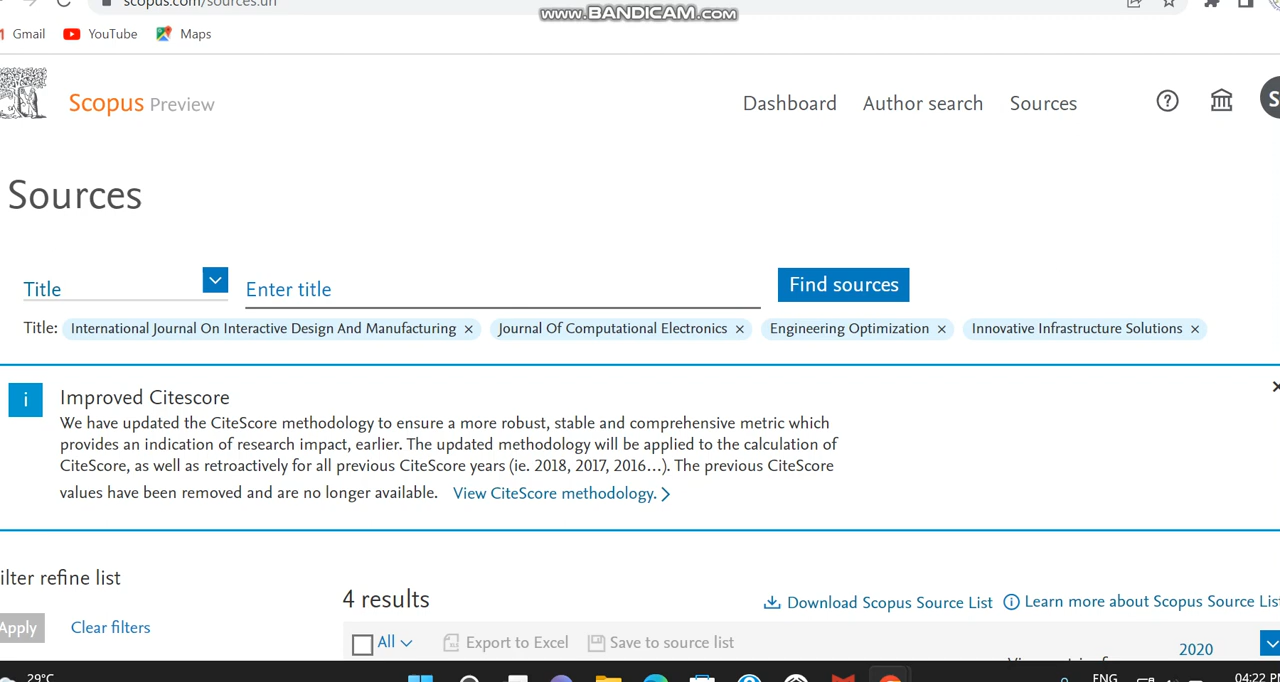 scopus.com/sources.uri
www.BANDICAM.com
Gmail YouTube Maps
Scopus Preview
Dashboard Author search Sources
Sources
Title Enter title Find sources
Title: International Journal On Interactive Design And Manufacturing × Journal Of Computational Electronics × Engineering Optimization × Innovative Infrastructure Solutions ×
Improved Citescore
We have updated the CiteScore methodology to ensure a more robust, stable and comprehensive metric which
provides an indication of research impact, earlier. The updated methodology will be applied to the calculation of
CiteScore, as well as retroactively for all previous CiteScore years (ie. 2018, 2017, 2016...). The previous CiteScore
values have been removed and are no longer available. View CiteScore methodology. >
ilter refine list
4 results
Download Scopus Source List Learn more about Scopus Source List
Apply Clear filters
All Export to Excel Save to source list
2020
29°C
ENG
04:22 P